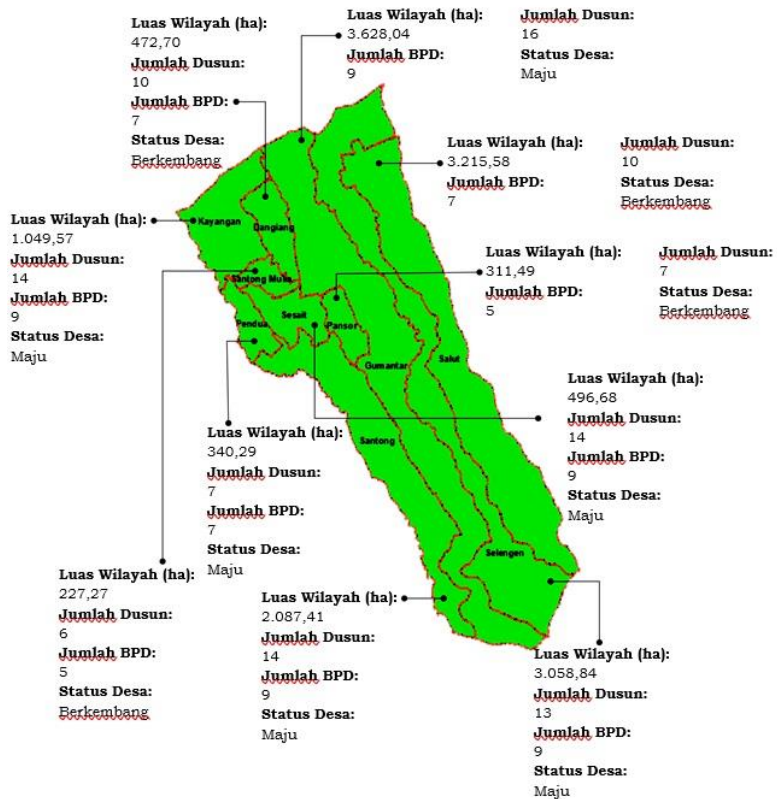 Luas Wilayah (ha):
472,70
Jumlah Dusun:
10
Jumlah BPD:
7
Status Desa:
Berkembang
Luas Wilayah (ha):
3.628,04
Jumlah BPD:
9
Jumlah Dusun:
16
Status Desa:
Maju
3.215,58
Jumlah BPD:
7
Jumlah Dusun:
10
Status Desa:
Berkembang
Luas Wilayah (ha):
1.049,57
Jumlah Dusun:
14
Jumlah BPD:
9
Status Desa:
Maju
Luas Wilayah (ha):
311,49
Jumlah BPD:
5
Jumlah Dusun:
7
Status Desa:
Berkembang
Kayangan
Dangiang
Santong Mulia
Sesait
Pendua
Pansor
Gumantar
Salut
Santong
Selengen
Luas Wilayah (ha):
496,68
Jumlah Dusun:
14
Jumlah BPD:
9
Status Desa:
Maju
Luas Wilayah (ha):
340,29
Jumlah Dusun:
7
Jumlah BPD:
7
Status Desa:
Maju
Luas Wilayah (ha):
227,27
Jumlah Dusun:
6
Jumlah BPD:
5
Status Desa:
Berkembang
Luas Wilayah (ha):
2.087,41
Jumlah Dusun:
14
Jumlah BPD:
9
Status Desa:
Maju
Luas Wilayah (ha):
3.058,84
Jumlah Dusun:
13
Jumlah BPD:
9
Status Desa:
Maju